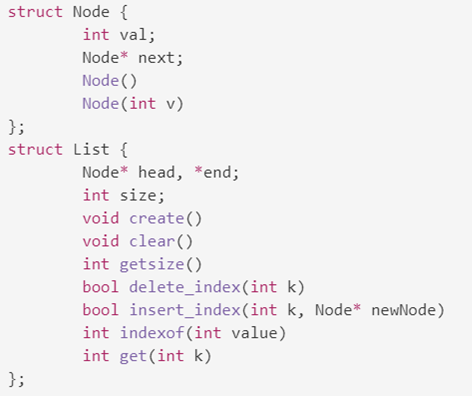 struct Node {
        int val;
        Node* next;
        Node()
        Node(int v)
};
struct List {
        Node* head, *end;
        int size;
        void create()
        void clear()
        int getsize()
        bool delete_index(int k)
        bool insert_index(int k, Node* newNode)
        int indexof(int value)
        int get(int k)
};